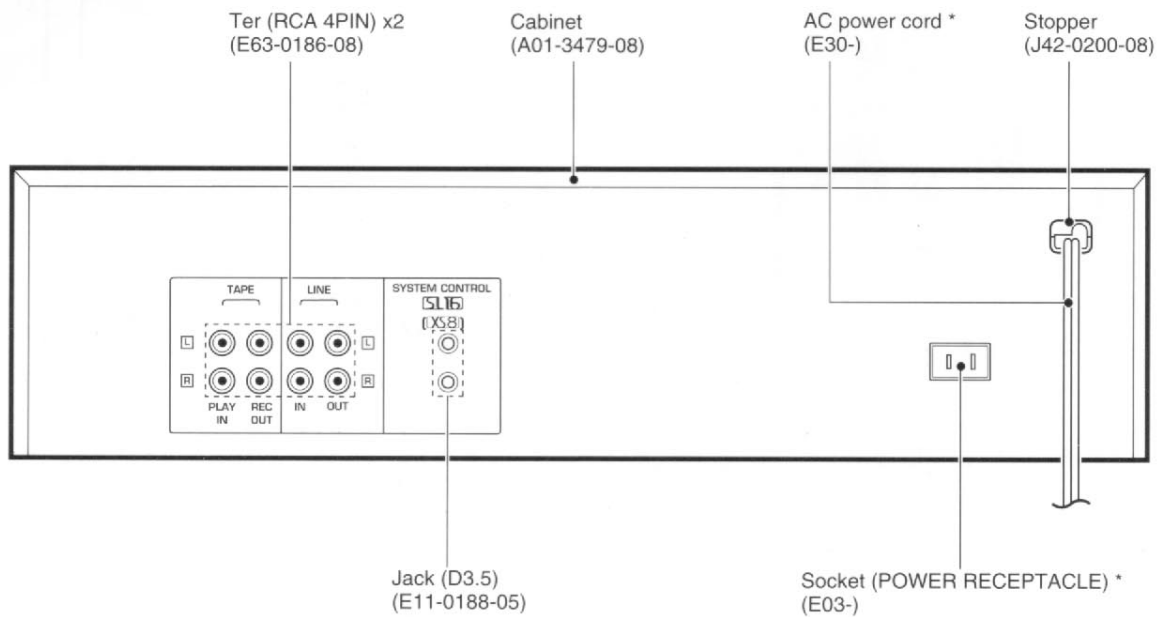 Ter (RCA 4PIN) x2
(E63-0186-08)
Cabinet
(A01-3479-08)
AC power cord *
(E30-)
Stopper
(J42-0200-08)
TAPE
LINE
SYSTEM CONTROL
SL16
XS8
L
L
R
R
PLAY
IN
REC
OUT
IN
OUT
Jack (D3.5)
(E11-0188-05)
Socket (POWER RECEPTACLE) *
(E03-)